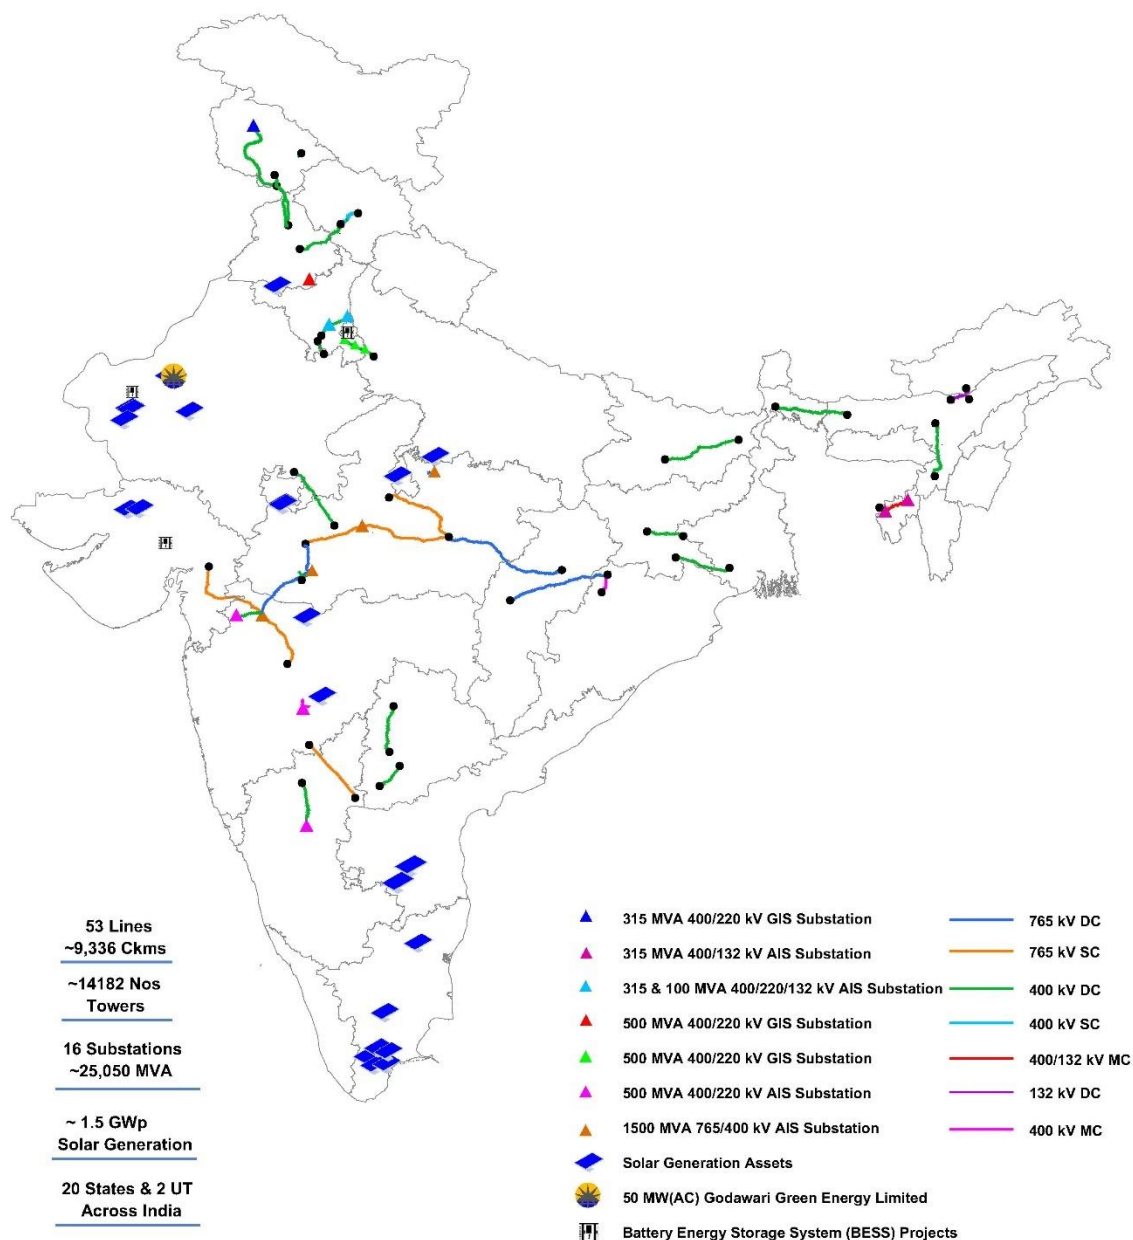 53 Lines
~9,336 Ckms
~14182 Nos
Towers
16 Substations
~25,050 MVA
~ 1.5 GWp
Solar Generation
20 States & 2 UT
Across India
315 MVA 400/220 kV GIS Substation
315 MVA 400/132 kV AIS Substation
315 & 100 MVA 400/220/132 kV AIS Substation
500 MVA 400/220 kV GIS Substation
500 MVA 400/220 kV GIS Substation
500 MVA 400/220 kV AIS Substation
1500 MVA 765/400 kV AIS Substation
Solar Generation Assets
50 MW(AC) Godawari Green Energy Limited
Battery Energy Storage System (BESS) Projects
765 kV DC
765 kV SC
400 kV DC
400 kV SC
400/132 kV MC
132 kV DC
400 kV MC